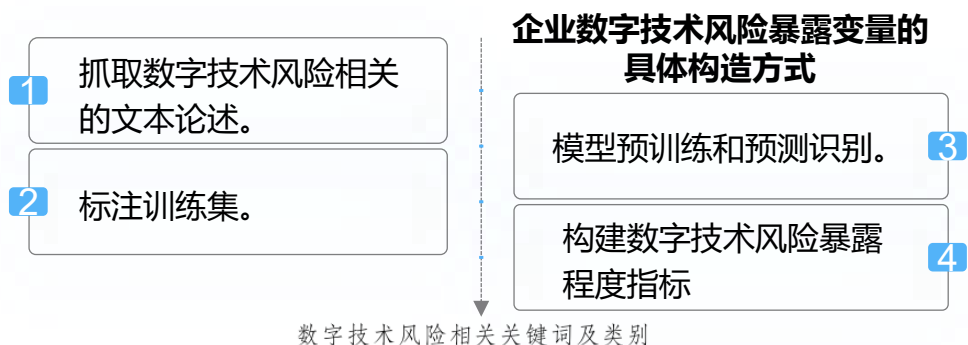 企业数字技术风险暴露变量的
具体构造方式
1
抓取数字技术风险相关
的文本论述。
2
标注训练集。
3
模型预训练和预测识别。
4
构建数字技术风险暴露
程度指标
数字技术风险相关关键词及类别